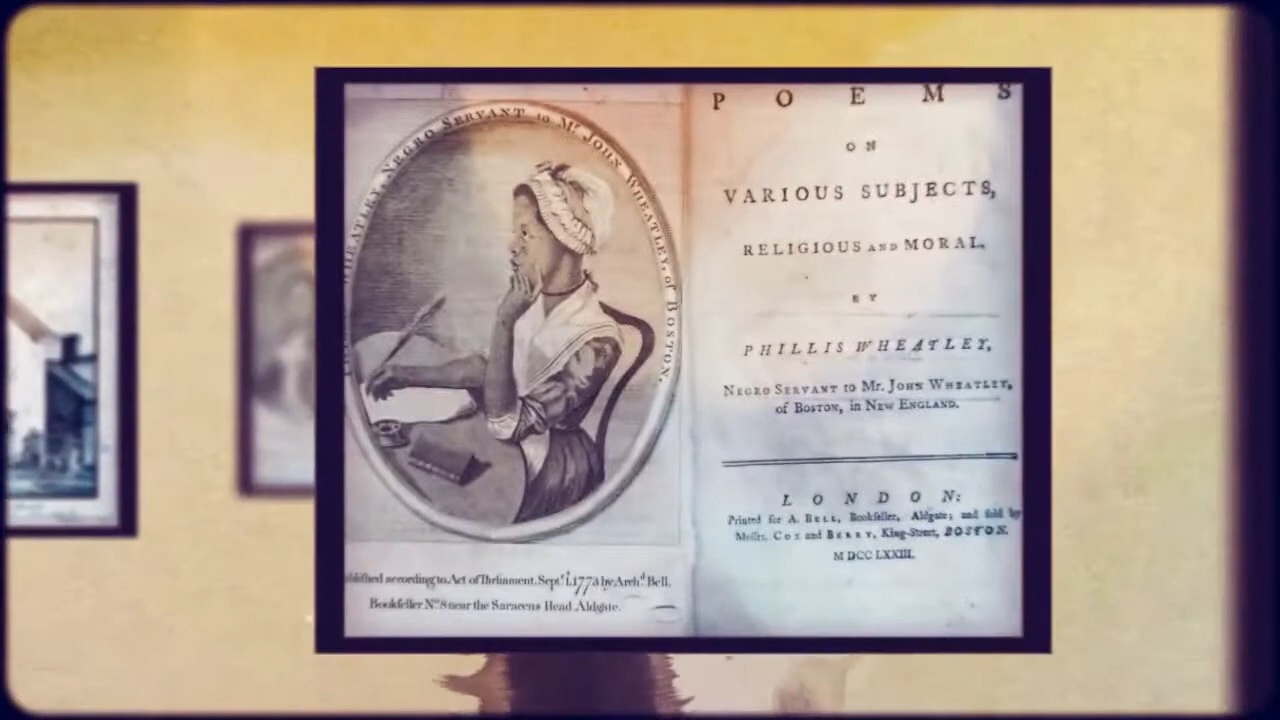 WHEATLEY, NEGRO SERVANT to Mr. JOHN WHEATLEY, of BOSTON.
according to Act of Parliament, Sept. 1, 1773 by Arch.d Bell,
Bookseller No. 8 near the Saracens Head Aldgate.
POEMS
ON
VARIOUS SUBJECTS,
RELIGIOUS AND MORAL.
BY
PHILLIS WHEATLEY,
NEGRO SERVANT to Mr. JOHN WHEATLEY,
of BOSTON, in NEW ENGLAND.
LONDON:
Printed for A. BELL, Bookseller, Aldgate; and sold by
Messrs. COX and BERRY, King-Street, BOSTON.
M DCC LXXIII.